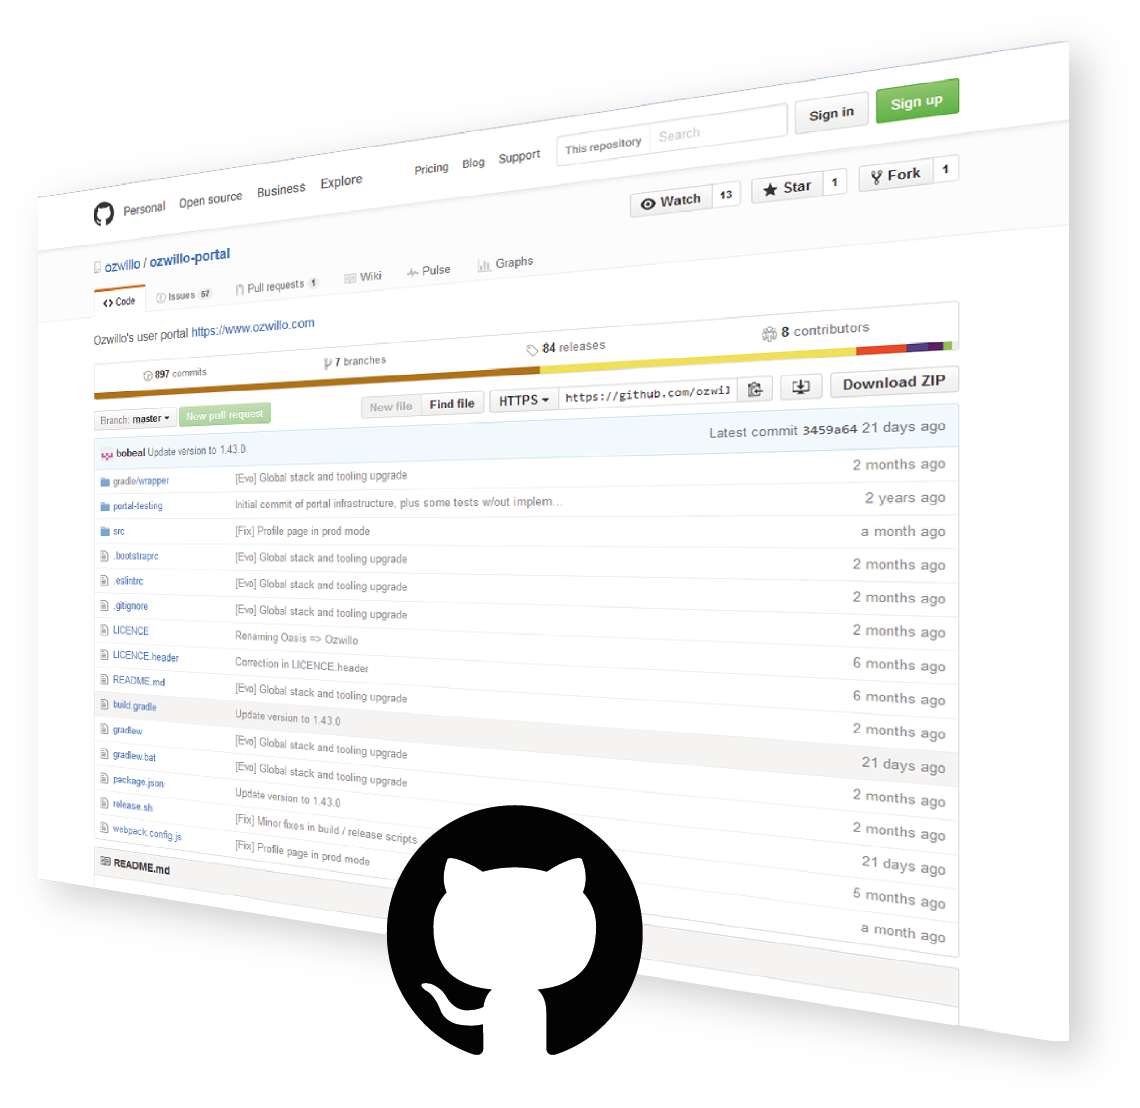 Personal Open source Business Explore Pricing Blog Support This repository Search Sign in Sign up
ozwillo / ozwillo-portal Watch 13 Star 1 Fork 1
Code Issues 57 Pull requests 1 Wiki Pulse Graphs
Ozwillo's user portal https://www.ozwillo.com
897 commits 7 branches 84 releases 8 contributors
Branch: master New pull request New file Find file HTTPS https://github.com/ozwil Download ZIP
bobeal Update version to 1.43.0 Latest commit 3459a64 21 days ago
gradle/wrapper [Evo] Global stack and tooling upgrade 2 months ago
portal-testing Initial commit of portal infrastructure, plus some tests w/out implem... 2 years ago
src [Fix] Profile page in prod mode a month ago
.bootstraprc [Evo] Global stack and tooling upgrade 2 months ago
.eslintrc [Evo] Global stack and tooling upgrade 2 months ago
.gitignore [Evo] Global stack and tooling upgrade 2 months ago
LICENCE Renaming Oasis => Ozwillo 6 months ago
LICENCE.header Correction in LICENCE.header 6 months ago
README.md [Evo] Global stack and tooling upgrade 2 months ago
build.gradle Update version to 1.43.0 21 days ago
gradlew [Evo] Global stack and tooling upgrade 2 months ago
gradlew.bat [Evo] Global stack and tooling upgrade 2 months ago
package.json Update version to 1.43.0 21 days ago
release.sh [Fix] Minor fixes in build / release scripts 5 months ago
webpack.config.js [Fix] Profile page in prod mode a month ago
README.md